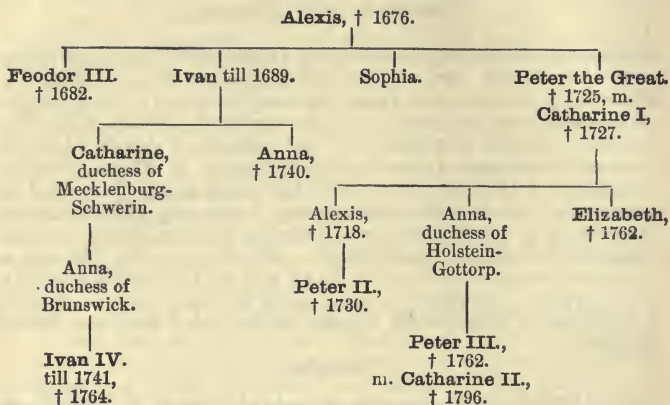 Alexis, † 1676.
Feodor III.
† 1682.
Ivan till 1689.
Sophia.
Peter the Great.
† 1725, m.
Catharine I,
† 1727.
Catharine,
duchess of
Mecklenburg-
Schwerin.
Anna,
† 1740.
Alexis,
† 1718.
Anna,
duchess of
Holstein-
Gottorp.
Elizabeth,
† 1762.
Anna,
duchess of
Brunswick.
Peter II.,
† 1730.
Ivan IV.
till 1741,
† 1764.
Peter III.,
† 1762.
m. Catharine II.,
† 1796.